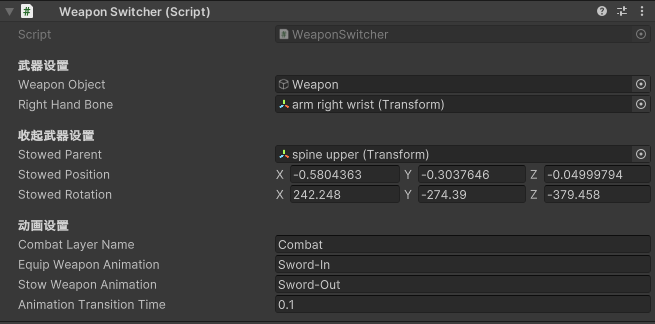 Weapon Switcher (Script)
Script WeaponSwitcher
武器设置
Weapon Object Weapon
Right Hand Bone arm right wrist (Transform)
收起武器设置
Stowed Parent spine upper (Transform)
Stowed Position X -0.5804363 Y -0.3037646 Z -0.04999794
Stowed Rotation X 242.248 Y -274.39 Z -379.458
动画设置
Combat Layer Name Combat
Equip Weapon Animation Sword-In
Stow Weapon Animation Sword-Out
Animation Transition Time 0.1